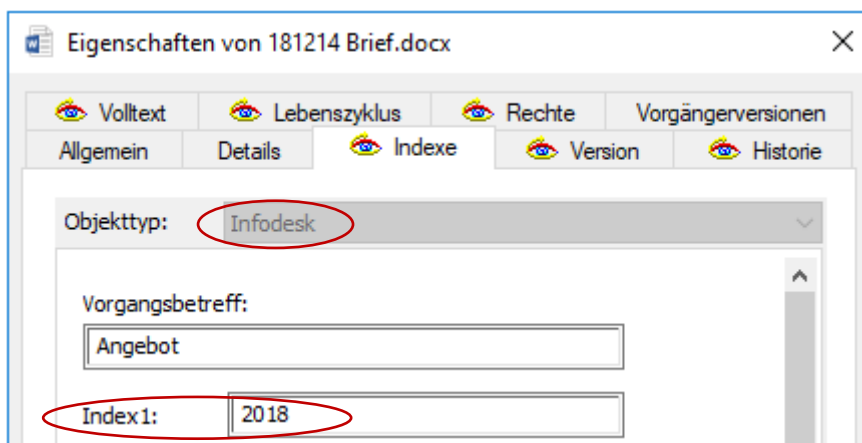 Eigenschaften von 181214 Brief.docx
Volltext Lebenszyklus Rechte Vorgängerversionen
Allgemein Details Indexe Version Historie
Objekttyp: Infodesk
Vorgangsbetreff:
Angebot
Index1: 2018